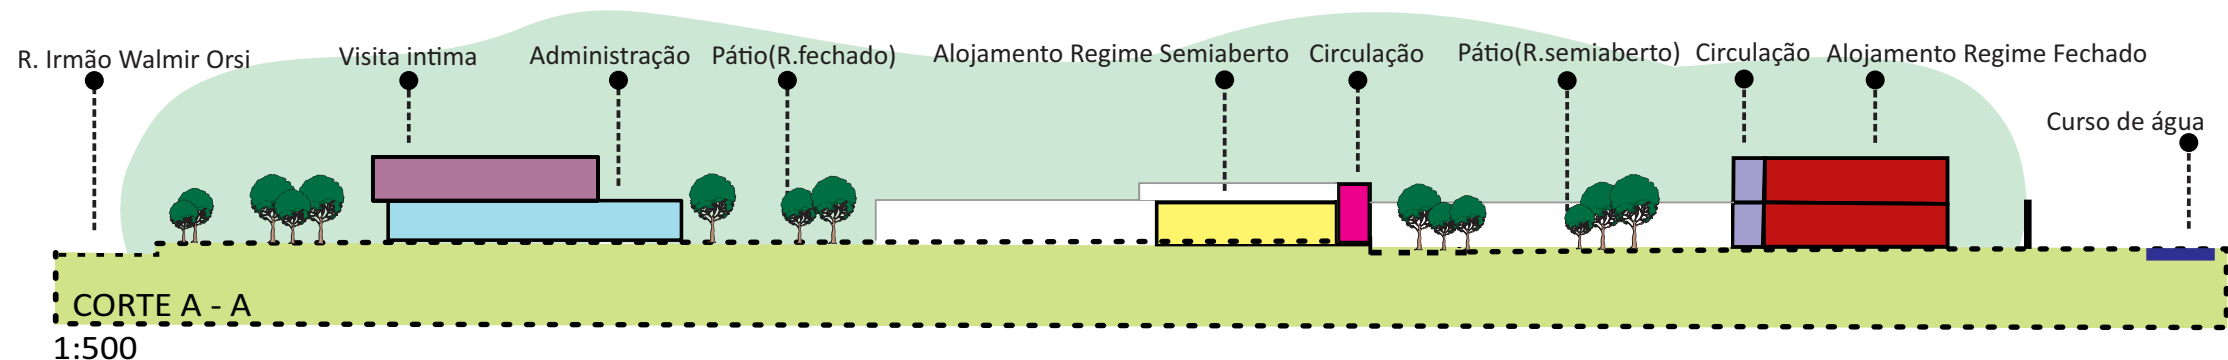 R. Irmão Walmir Orsi
Visita intima
Administração
Pátio(R.fechado)
Alojamento Regime Semiaberto
Circulação
Pátio(R.semiaberto)
Circulação
Alojamento Regime Fechado
Curso de água
CORTE A - A
1:500